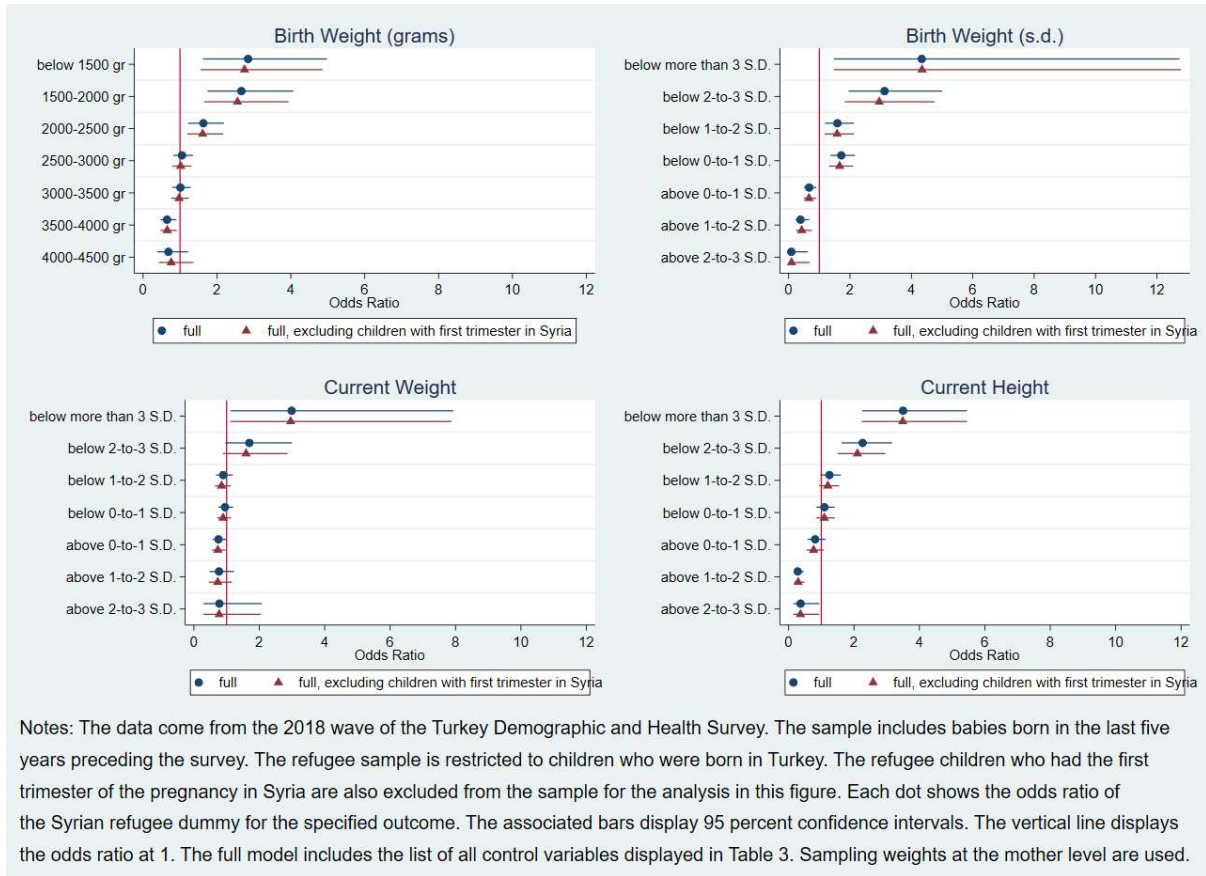 Birth Weight (grams)
below 1500 gr
1500-2000 gr
2000-2500 gr
2500-3000 gr
3000-3500 gr
3500-4000 gr
4000-4500 gr
0 2 4 6 8 10 12
Odds Ratio
full full, excluding children with first trimester in Syria
Birth Weight (s.d.)
below more than 3 S.D.
below 2-to-3 S.D.
below 1-to-2 S.D.
below 0-to-1 S.D.
above 0-to-1 S.D.
above 1-to-2 S.D.
above 2-to-3 S.D.
0 2 4 6 8 10 12
Odds Ratio
full full, excluding children with first trimester in Syria
Current Weight
below more than 3 S.D.
below 2-to-3 S.D.
below 1-to-2 S.D.
below 0-to-1 S.D.
above 0-to-1 S.D.
above 1-to-2 S.D.
above 2-to-3 S.D.
0 2 4 6 8 10 12
Odds Ratio
full full, excluding children with first trimester in Syria
Current Height
below more than 3 S.D.
below 2-to-3 S.D.
below 1-to-2 S.D.
below 0-to-1 S.D.
above 0-to-1 S.D.
above 1-to-2 S.D.
above 2-to-3 S.D.
0 2 4 6 8 10 12
Odds Ratio
full full, excluding children with first trimester in Syria
Notes: The data come from the 2018 wave of the Turkey Demographic and Health Survey. The sample includes babies born in the last five
years preceding the survey. The refugee sample is restricted to children who were born in Turkey. The refugee children who had the first
trimester of the pregnancy in Syria are also excluded from the sample for the analysis in this figure. Each dot shows the odds ratio of
the Syrian refugee dummy for the specified outcome. The associated bars display 95 percent confidence intervals. The vertical line displays
the odds ratio at 1. The full model includes the list of all control variables displayed in Table 3. Sampling weights at the mother level are used.